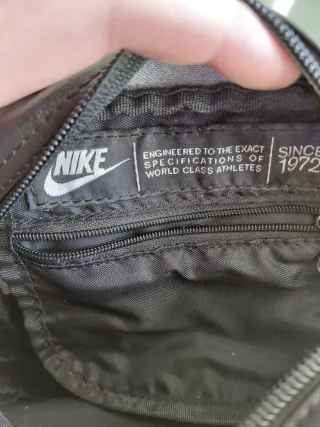 NIKE
ENGINEERED TO THE EXACT
SPECIFICATIONS OF
WORLD CLASS ATHLETES
SINCE
1972